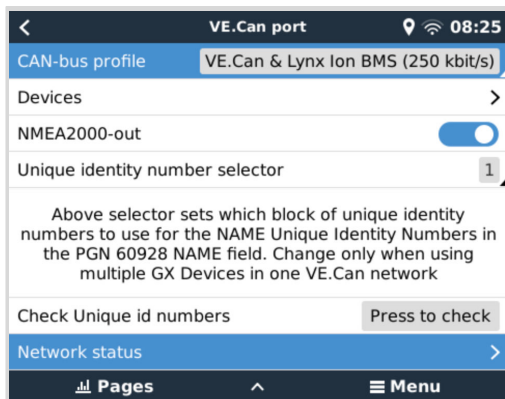 VE.Can port 08:25
CAN-bus profile VE.Can & Lynx Ion BMS (250 kbit/s)
Devices
NMEA2000-out
Unique identity number selector 1
Above selector sets which block of unique identity
numbers to use for the NAME Unique Identity Numbers in
the PGN 60928 NAME field. Change only when using
multiple GX Devices in one VE.Can network
Check Unique id numbers Press to check
Network status
Pages Menu